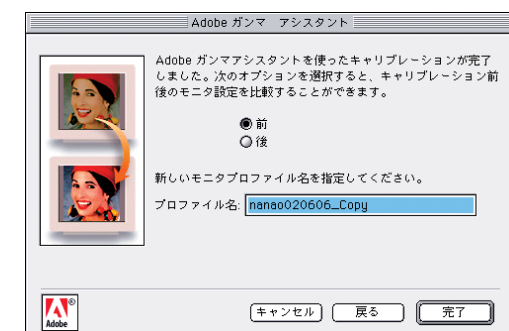 Adobe ガンマ アシスタント
Adobe ガンマアシスタントを使ったキャリブレーションが完了
しました。次のオプションを選択すると、キャリブレーション前
後のモニタ設定を比較することができます。
前
後
新しいモニタプロファイル名を指定してください。
プロファイル名: nanao020606_Copy
Adobe
キャンセル 戻る 完了